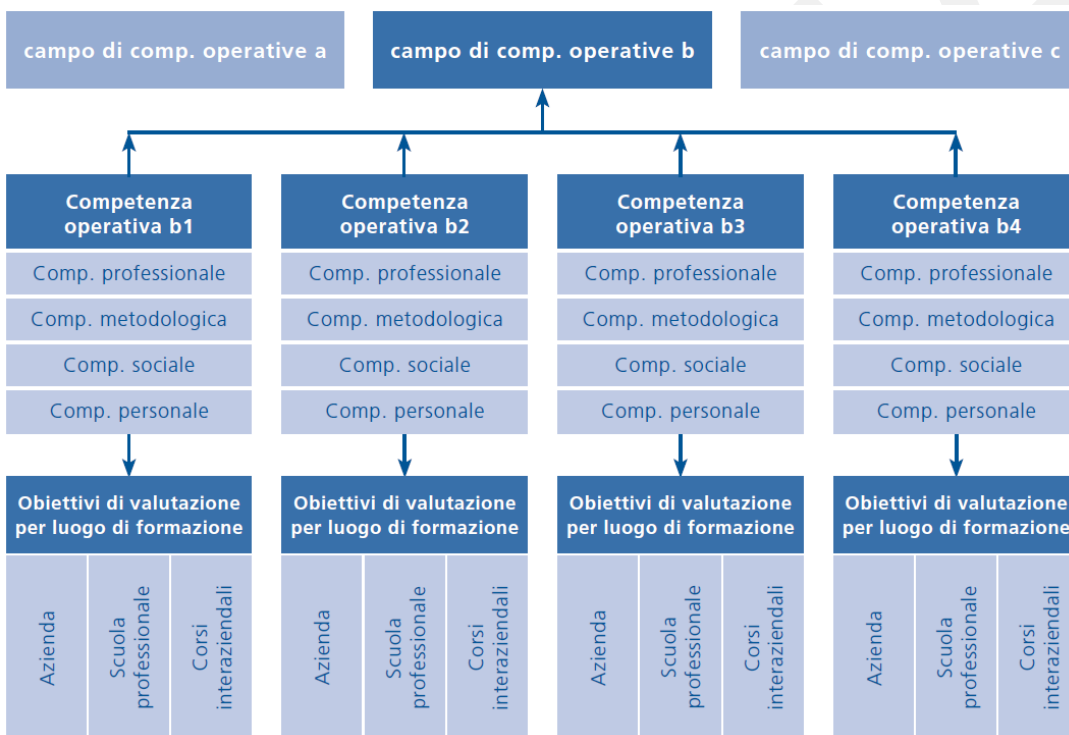 campo di comp. operative a
campo di comp. operative b
campo di comp. operative c
Competenza
operativa b1
Comp. professionale
Comp. metodologica
Comp. sociale
Comp. personale
Obiettivi di valutazione
per luogo di formazione
Azienda
Scuola
professionale
Corsi
interaziendali
Competenza
operativa b2
Comp. professionale
Comp. metodologica
Comp. sociale
Comp. personale
Obiettivi di valutazione
per luogo di formazione
Azienda
Scuola
professionale
Corsi
interaziendali
Competenza
operativa b3
Comp. professionale
Comp. metodologica
Comp. sociale
Comp. personale
Obiettivi di valutazione
per luogo di formazione
Azienda
Scuola
professionale
Corsi
interaziendali
Competenza
operativa b4
Comp. professionale
Comp. metodologica
Comp. sociale
Comp. personale
Obiettivi di valutazione
per luogo di formazione
Azienda
Scuola
professionale
Corsi
interaziendali